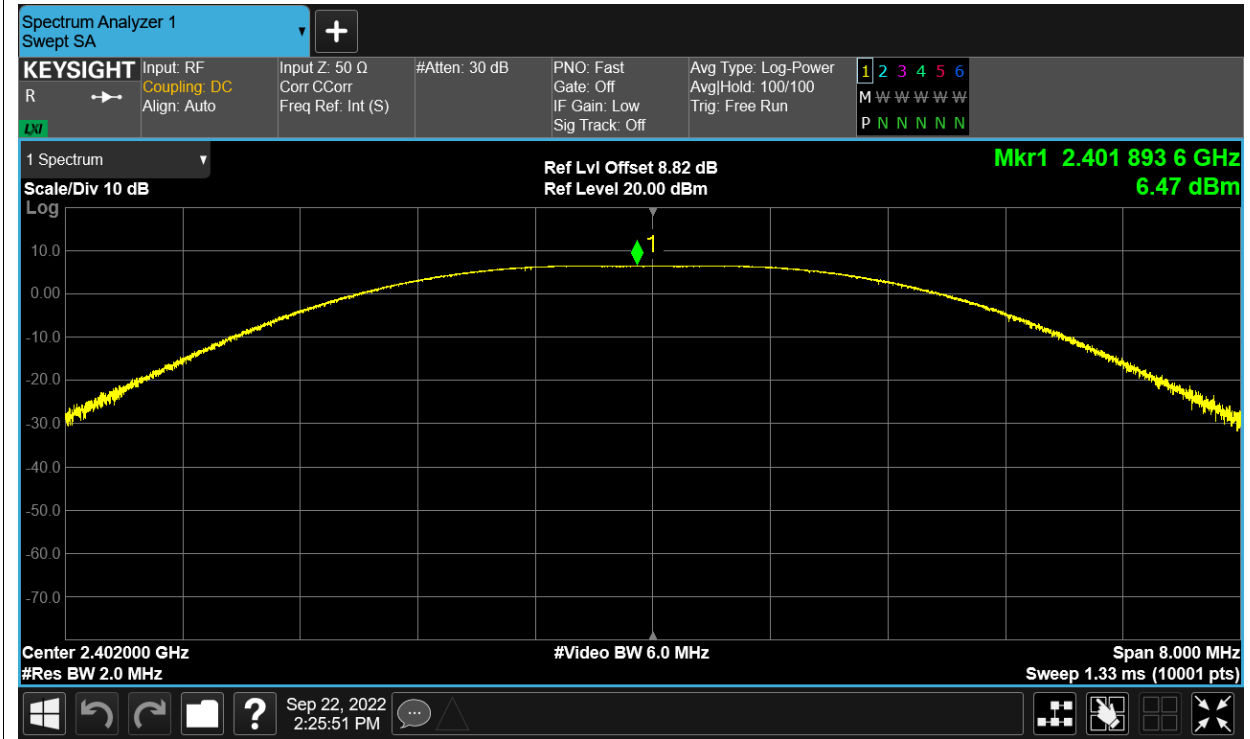 Spectrum Analyzer 1
Swept SA
+
KEYSIGHT
R
LXI
Input: RF
Coupling: DC
Align: Auto
Input Z: 50 Ω
Corr CCorr
Freq Ref: Int (S)
#Atten: 30 dB
PNO: Fast
Gate: Off
IF Gain: Low
Sig Track: Off
Avg Type: Log-Power
Avg|Hold: 100/100
Trig: Free Run
1 2 3 4 5 6
M W W W W W
P N N N N N
1 Spectrum
Scale/Div 10 dB
Log
Ref Lvl Offset 8.82 dB
Ref Level 20.00 dBm
Mkr1 2.401 893 6 GHz
6.47 dBm
1
10.0
0.00
-10.0
-20.0
-30.0
-40.0
-50.0
-60.0
-70.0
Center 2.402000 GHz
#Res BW 2.0 MHz
#Video BW 6.0 MHz
Span 8.000 MHz
Sweep 1.33 ms (10001 pts)
?
Sep 22, 2022
2:25:51 PM